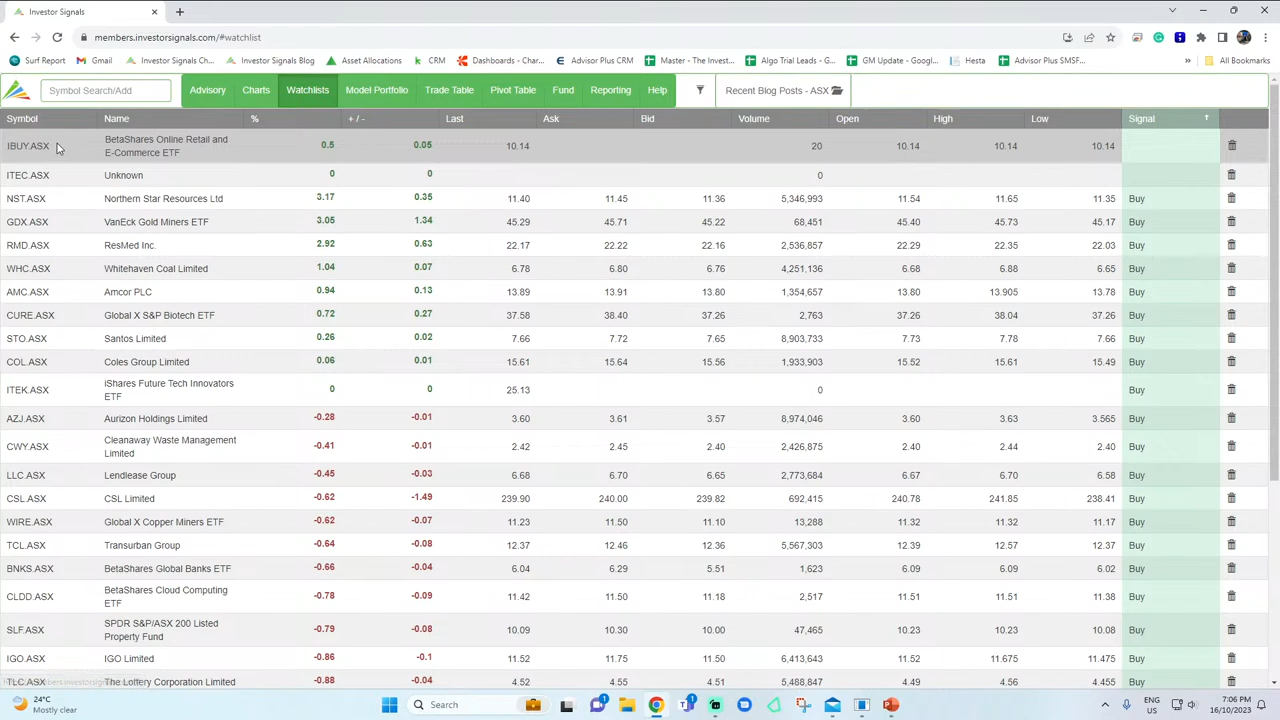 Investor Signals
members.investorsignals.com/#watchlist
Surf Report Gmail Investor Signals Ch... Investor Signals Blog Asset Allocations CRM Dashboards - Char... Advisor Plus CRM Master - The Invest... Algo Trial Leads - G... GM Update - Googl... Hesta Advisor Plus SMSF... » All Bookmarks
Symbol Search/Add Advisory Charts Watchlists Model Portfolio Trade Table Pivot Table Fund Reporting Help Recent Blog Posts - ASX
Symbol Name % + / - Last Ask Bid Volume Open High Low Signal
IBUY.ASX BetaShares Online Retail and E-Commerce ETF 0.5 0.05 10.14 20 10.14 10.14 10.14
ITEC.ASX Unknown 0 0 0
NST.ASX Northern Star Resources Ltd 3.17 0.35 11.40 11.45 11.36 5,346,993 11.54 11.65 11.35 Buy
GDX.ASX VanEck Gold Miners ETF 3.05 1.34 45.29 45.71 45.22 68,451 45.40 45.73 45.17 Buy
RMD.ASX ResMed Inc. 2.92 0.63 22.17 22.22 22.16 2,536,857 22.29 22.35 22.03 Buy
WHC.ASX Whitehaven Coal Limited 1.04 0.07 6.78 6.80 6.76 4,251,136 6.68 6.88 6.65 Buy
AMC.ASX Amcor PLC 0.94 0.13 13.89 13.91 13.80 1,354,657 13.80 13.905 13.78 Buy
CURE.ASX Global X S&P Biotech ETF 0.72 0.27 37.58 38.40 37.26 2,763 37.26 38.04 37.26 Buy
STO.ASX Santos Limited 0.26 0.02 7.66 7.72 7.65 8,903,733 7.73 7.78 7.66 Buy
COL.ASX Coles Group Limited 0.06 0.01 15.61 15.64 15.56 1,933,903 15.52 15.61 15.49 Buy
ITEK.ASX iShares Future Tech Innovators ETF 0 0 25.13 0 Buy
AZJ.ASX Aurizon Holdings Limited -0.28 -0.01 3.60 3.61 3.57 8,974,046 3.60 3.63 3.565 Buy
CWY.ASX Cleanaway Waste Management Limited -0.41 -0.01 2.42 2.45 2.40 2,426,875 2.40 2.44 2.40 Buy
LLC.ASX Lendlease Group -0.45 -0.03 6.68 6.70 6.65 2,773,684 6.67 6.70 6.58 Buy
CSL.ASX CSL Limited -0.62 -1.49 239.90 240.00 239.82 692,415 240.78 241.85 238.41 Buy
WIRE.ASX Global X Copper Miners ETF -0.62 -0.07 11.23 11.50 11.10 13,288 11.32 11.32 11.17 Buy
TCL.ASX Transurban Group -0.64 -0.08 12.37 12.46 12.36 5,567,303 12.39 12.57 12.37 Buy
BNKS.ASX BetaShares Global Banks ETF -0.66 -0.04 6.04 6.29 5.51 1,623 6.09 6.09 6.02 Buy
CLDD.ASX BetaShares Cloud Computing ETF -0.78 -0.09 11.42 11.50 11.18 2,517 11.51 11.51 11.38 Buy
SLF.ASX SPDR S&P/ASX 200 Listed Property Fund -0.79 -0.08 10.09 10.30 10.00 47,465 10.23 10.23 10.08 Buy
IGO.ASX IGO Limited -0.86 -0.1 11.52 11.75 11.50 6,413,643 11.52 11.675 11.475 Buy
TLC.ASX The Lottery Corporation Limited -0.88 -0.04 4.52 4.55 4.51 5,488,847 4.49 4.56 4.455 Buy
24°C Mostly clear Search ENG US 7:06 PM 16/10/2023